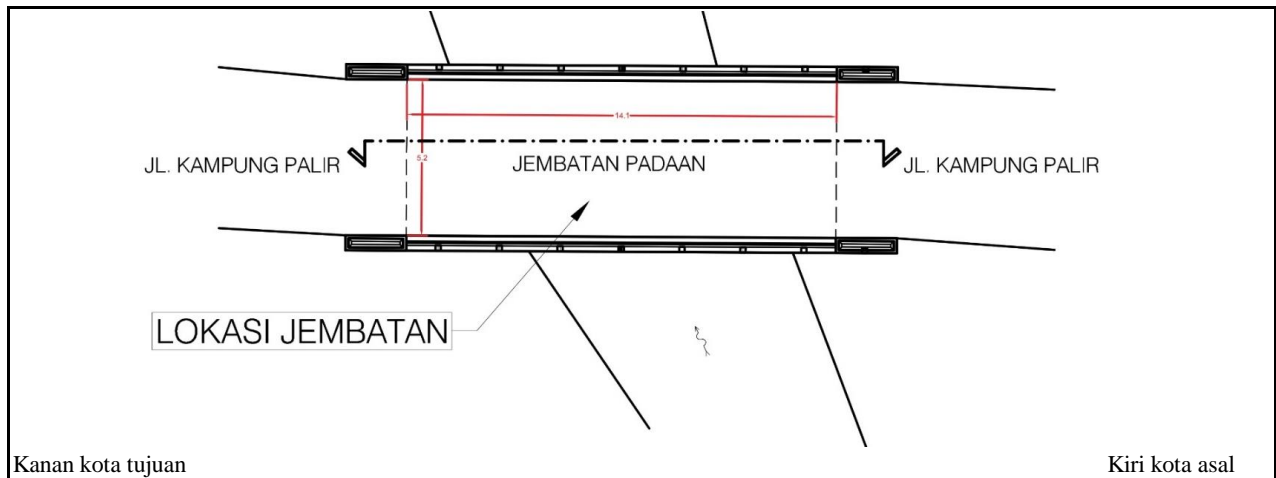 14.1
5.2
JL. KAMPUNG PALIR
JEMBATAN PADAAN
JL. KAMPUNG PALIR
LOKASI JEMBATAN
Kanan kota tujuan
Kiri kota asal